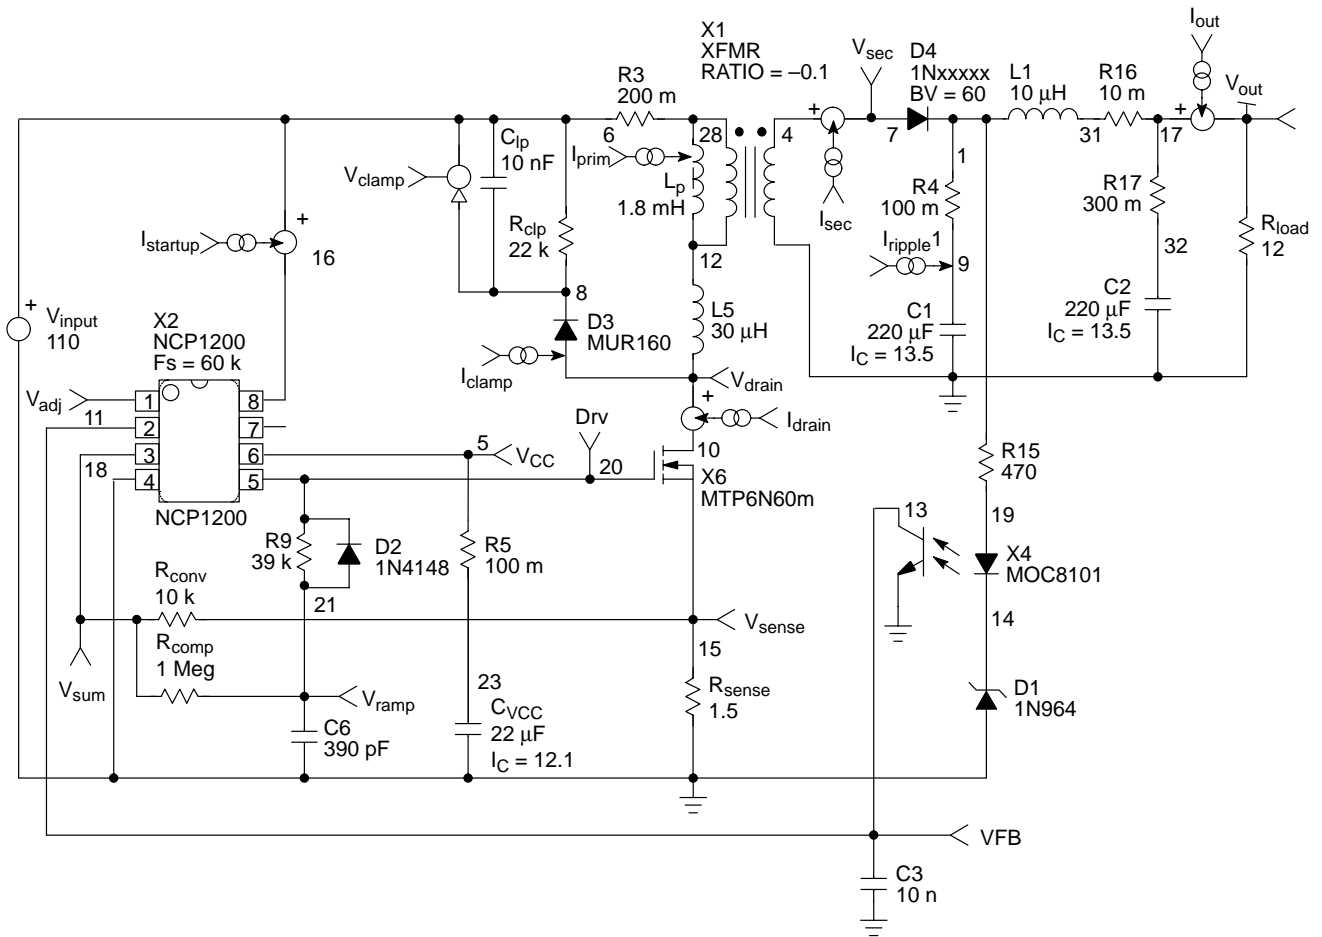 X1
XFMR
RATIO = –0.1
R3
200 m
6
28
4
Vsec
D4
1Nxxxxx
BV = 60
7
L1
10 μH
31
R16
10 m
Iout
+
17
Vout
Clp
10 nF
Vclamp
Iprim
Lp
1.8 mH
12
+
Isec
1
R4
100 m
Iripple1
9
C1
220 μF
IC = 13.5
R17
300 m
32
C2
220 μF
IC = 13.5
Rload
12
Istartup
+
16
Rclp
22 k
8
D3
MUR160
Iclamp
L5
30 μH
Vdrain
+
Idrain
+
Vinput
110
X2
NCP1200
Fs = 60 k
Vadj
1
2
3
4
8
7
6
5
11
18
NCP1200
5
VCC
Drv
20
10
X6
MTP6N60m
R9
39 k
D2
1N4148
21
R5
100 m
Rconv
10 k
Rcomp
1 Meg
Vsum
Vramp
C6
390 pF
23
CVCC
22 μF
IC = 12.1
Vsense
15
Rsense
1.5
R15
470
19
13
X4
MOC8101
14
D1
1N964
VFB
C3
10 n